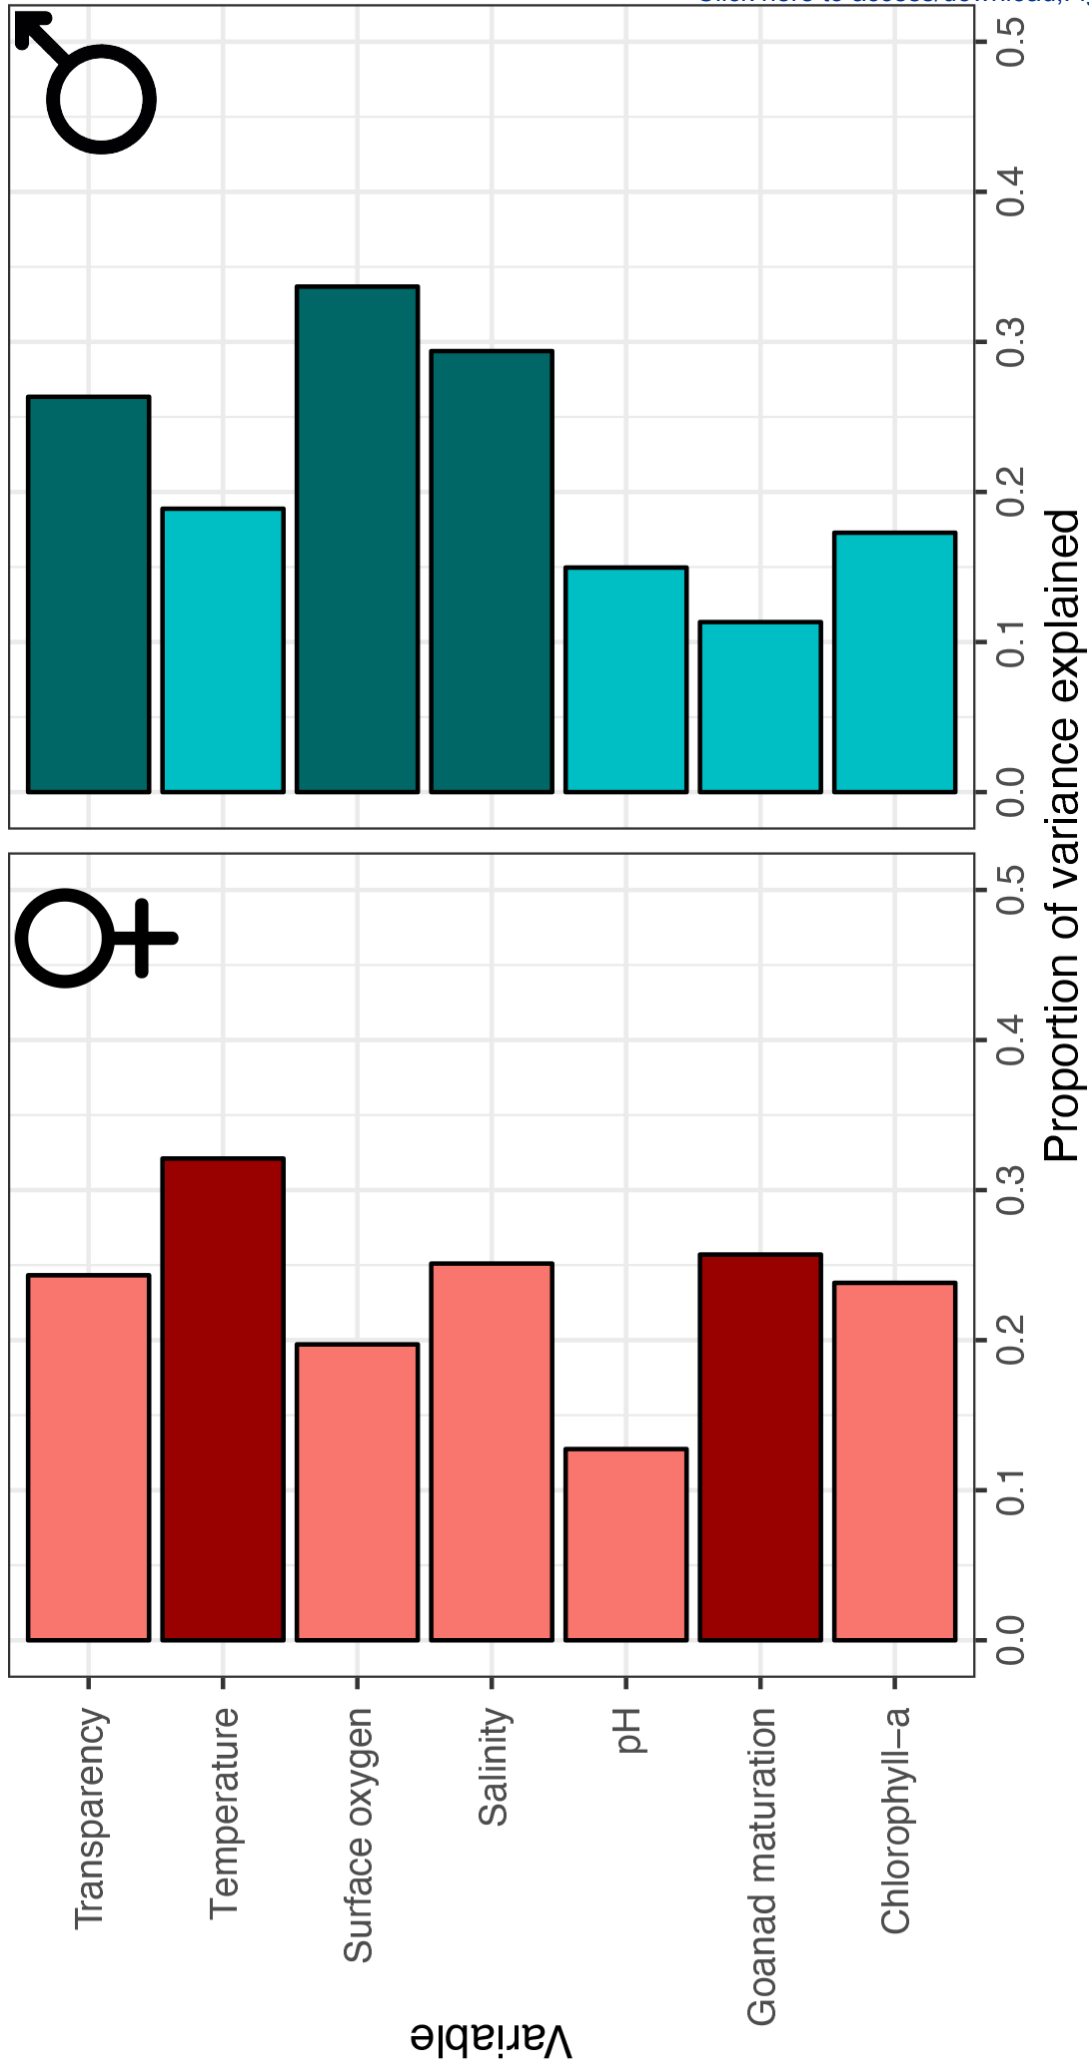 Variable
Transparency
Temperature
Surface oxygen
Salinity
pH
Goanad maturation
Chlorophyll–a
0.0 0.1 0.2 0.3 0.4 0.5
0.0 0.1 0.2 0.3 0.4 0.5
Proportion of variance explained